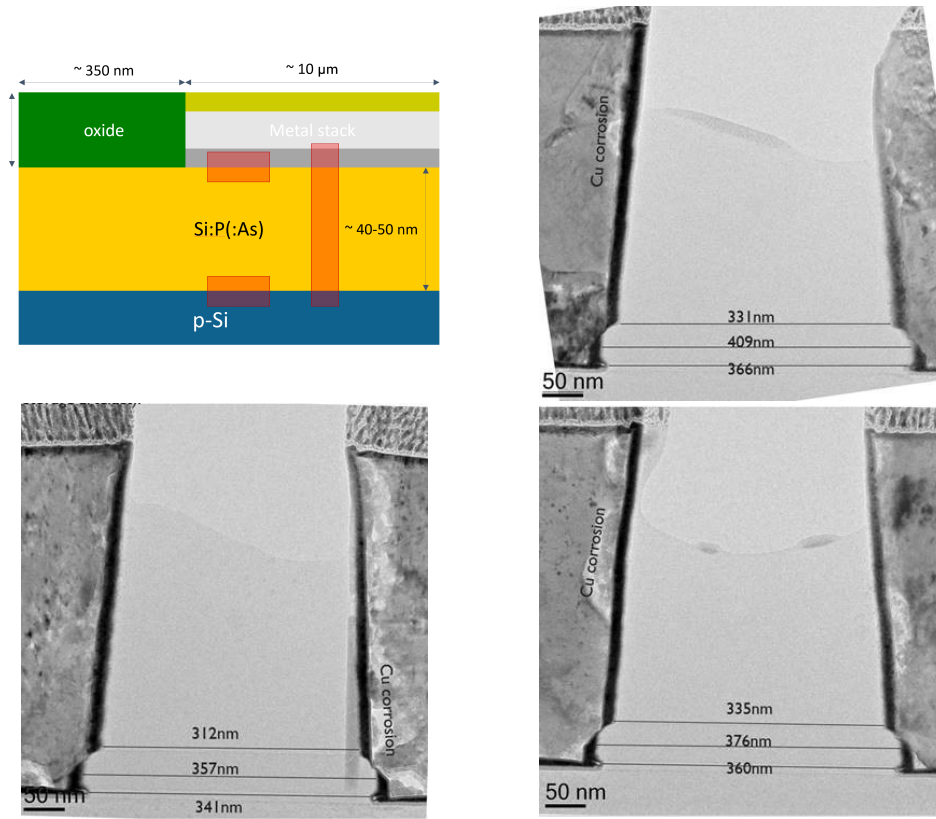 ~ 350 nm
~ 10 µm
oxide
Metal stack
Si:P(:As)
~ 40-50 nm
p-Si
Cu corrosion
331nm
409nm
366nm
50 nm
Cu corrosion
312nm
357nm
341nm
50 nm
Cu corrosion
335nm
376nm
360nm
50 nm